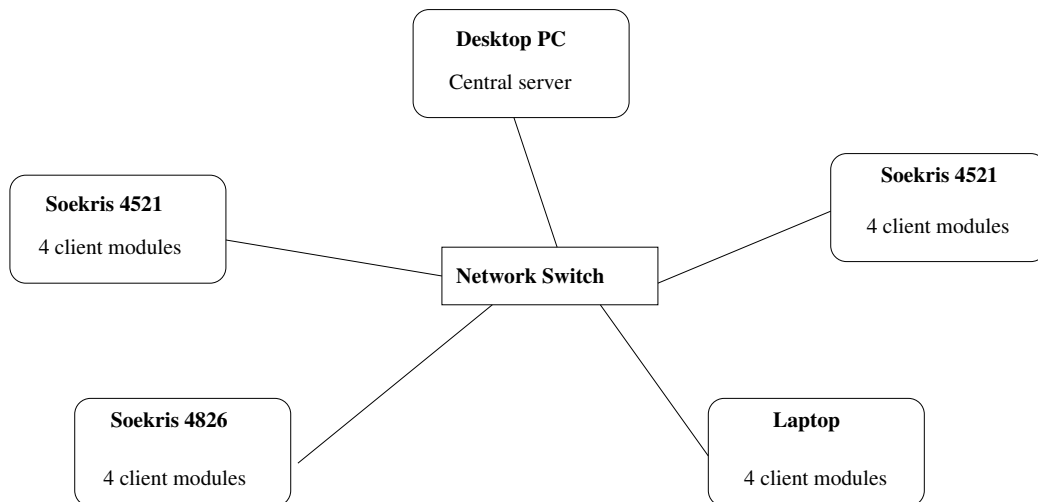 Desktop PC
Central server
Soekris 4521
4 client modules
Soekris 4521
4 client modules
Network Switch
Soekris 4826
4 client modules
Laptop
4 client modules